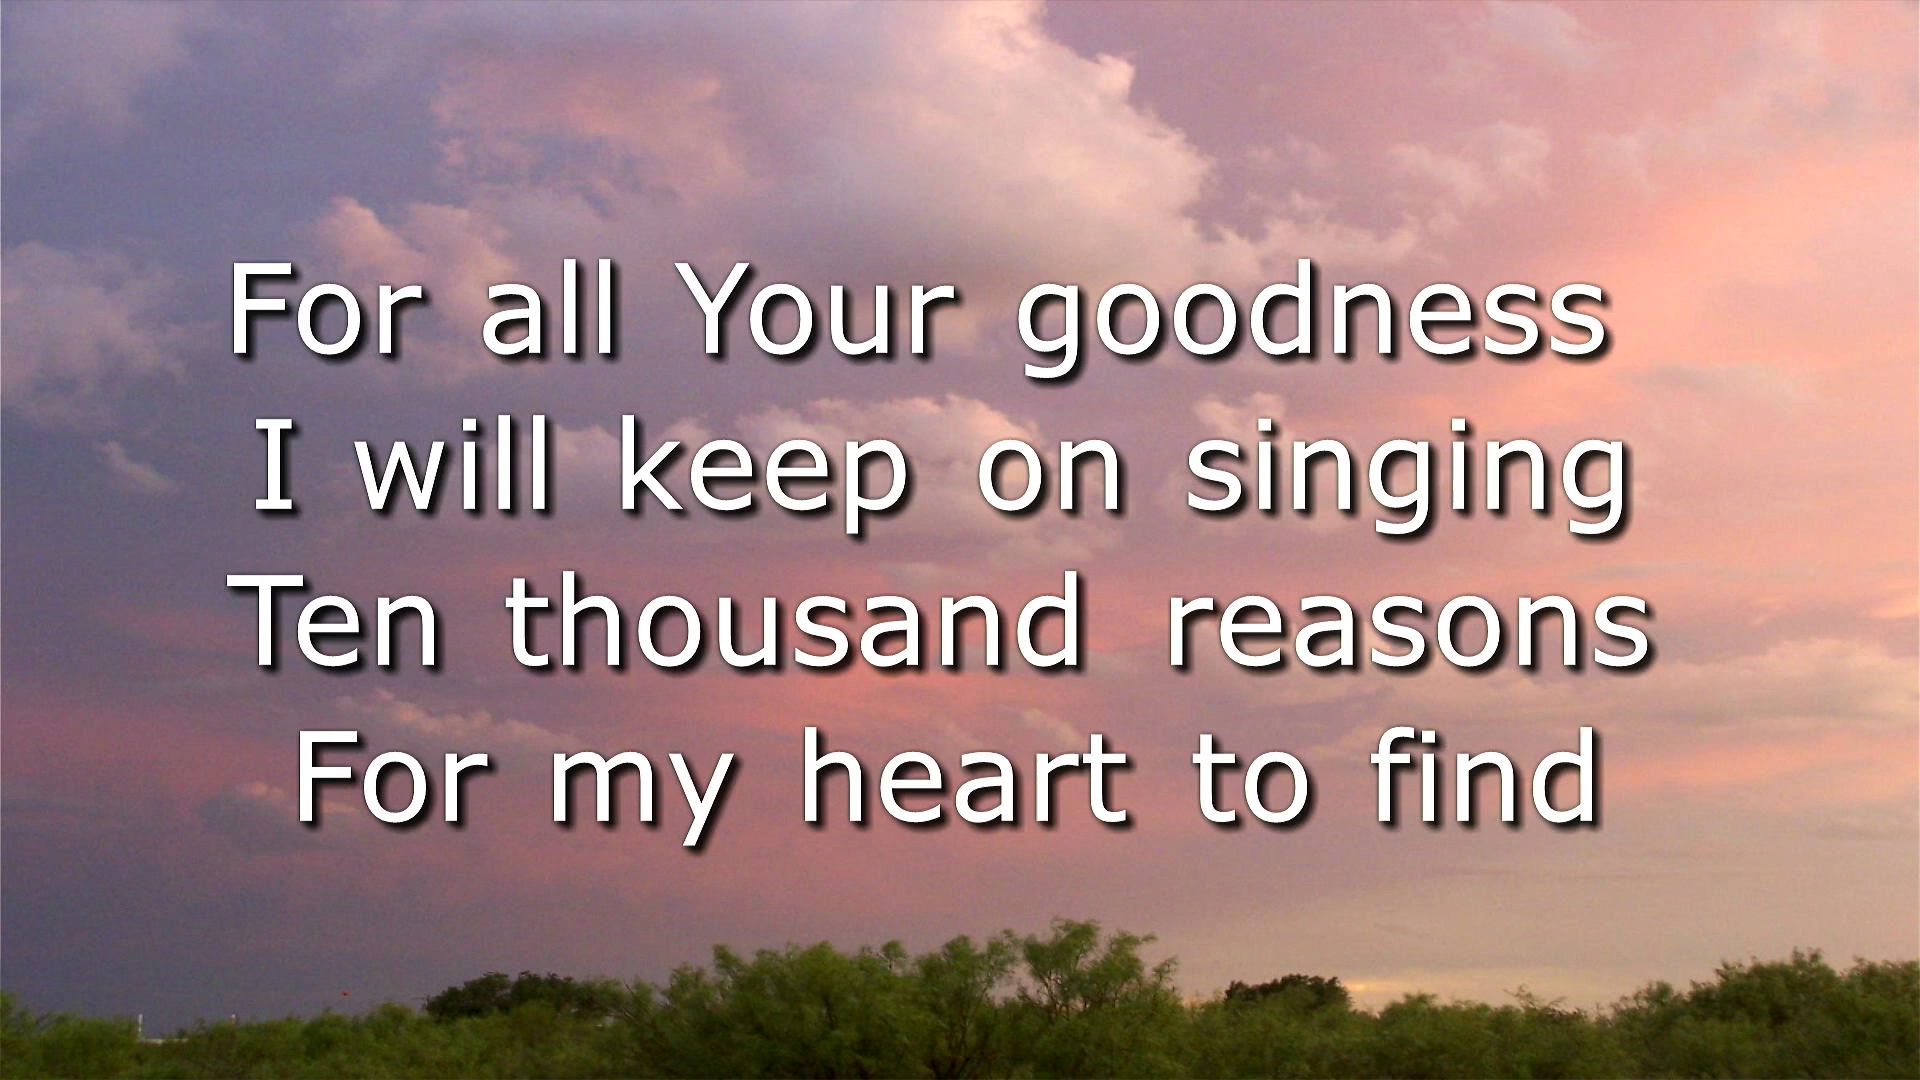 For all Your goodness
I will keep on singing
Ten thousand reasons
For my heart to find